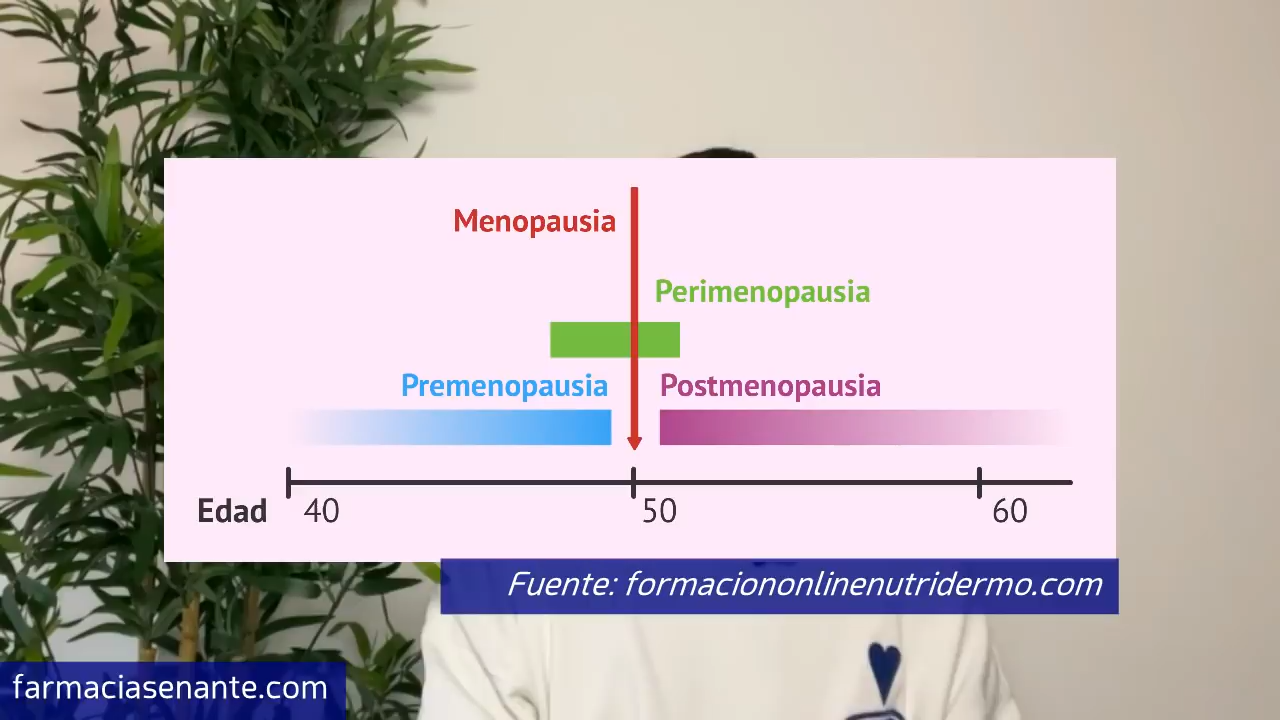 Menopausia
Perimenopausia
Premenopausia Postmenopausia
Edad 40 50 60
Fuente: formaciononlinenutridermo.com
farmaciasenante.com